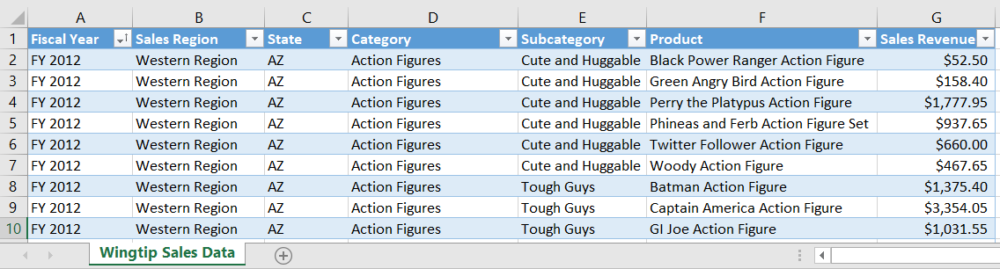 A B C D E F G
1 Fiscal Year Sales Region State Category Subcategory Product Sales Revenue
2 FY 2012 Western Region AZ Action Figures Cute and Huggable Black Power Ranger Action Figure $52.50
3 FY 2012 Western Region AZ Action Figures Cute and Huggable Green Angry Bird Action Figure $158.40
4 FY 2012 Western Region AZ Action Figures Cute and Huggable Perry the Platypus Action Figure $1,777.95
5 FY 2012 Western Region AZ Action Figures Cute and Huggable Phineas and Ferb Action Figure Set $937.65
6 FY 2012 Western Region AZ Action Figures Cute and Huggable Twitter Follower Action Figure $660.00
7 FY 2012 Western Region AZ Action Figures Cute and Huggable Woody Action Figure $467.65
8 FY 2012 Western Region AZ Action Figures Tough Guys Batman Action Figure $1,375.40
9 FY 2012 Western Region AZ Action Figures Tough Guys Captain America Action Figure $3,354.05
10 FY 2012 Western Region AZ Action Figures Tough Guys GI Joe Action Figure $1,031.55
Wingtip Sales Data